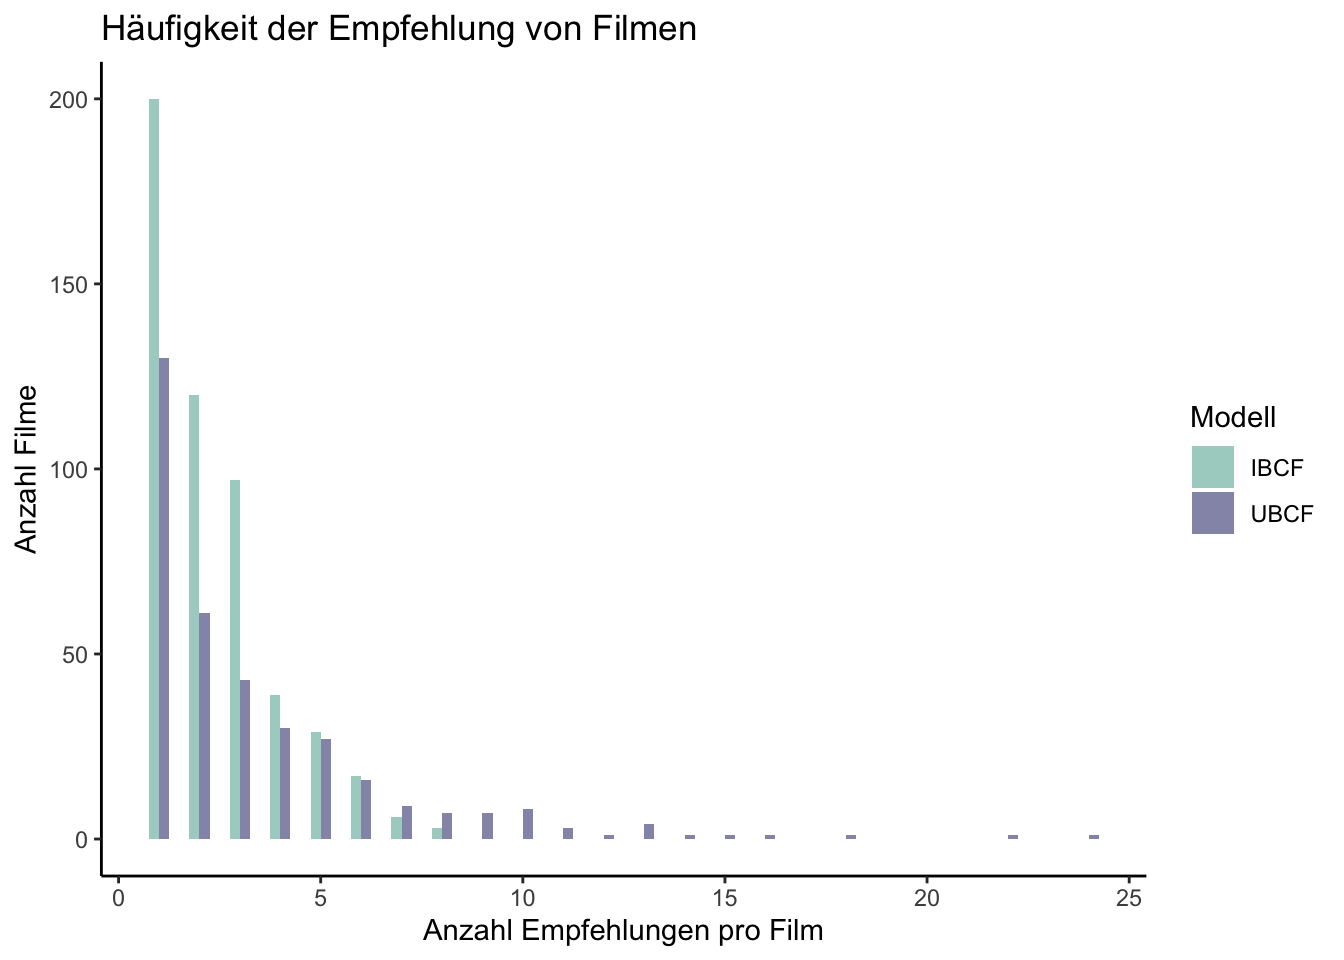 Häufigkeit der Empfehlung von Filmen
200
150
100
50
0
Anzahl Filme
0 5 10 15 20 25
Anzahl Empfehlungen pro Film
Modell
IBCF
UBCF